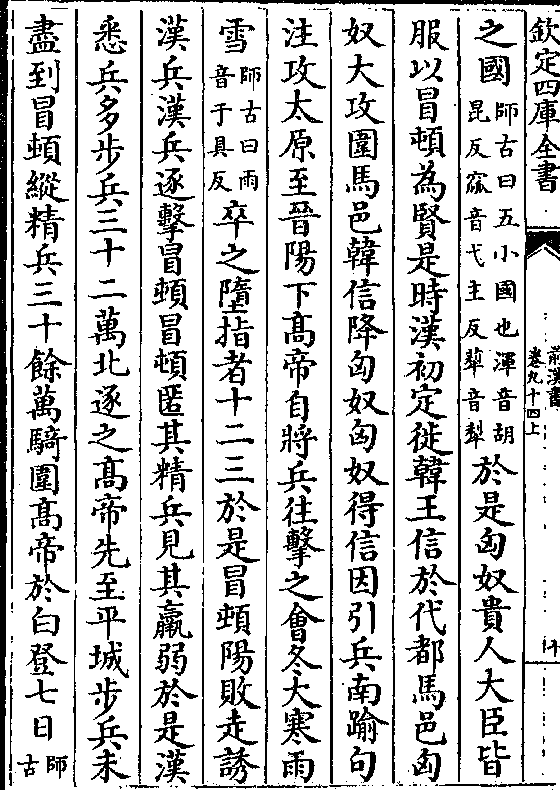 欽定四庫全書
前漢書
卷九十四上
十
之國師古曰五小國也渾音胡昆反窳音弋主反犂音犁於是匈奴貴人大臣皆
服以冒頓為賢是時漢初定徙韓王信於代都馬邑匈
奴大攻圍馬邑韓信降匈奴匈奴得信因引兵南踰句
注攻太原至晉陽下高帝自將兵往擊之會冬大寒雨
雪師古曰雨音于具反卒之墮指者十二三於是冒頓陽敗走誘
漢兵漢兵逐擊冒頓冒頓匿其精兵見其羸弱於是漢
悉兵多步兵三十二萬北逐之高帝先至平城步兵未
盡到冒頓縱精兵三十餘萬騎圍高帝於白登七日師古